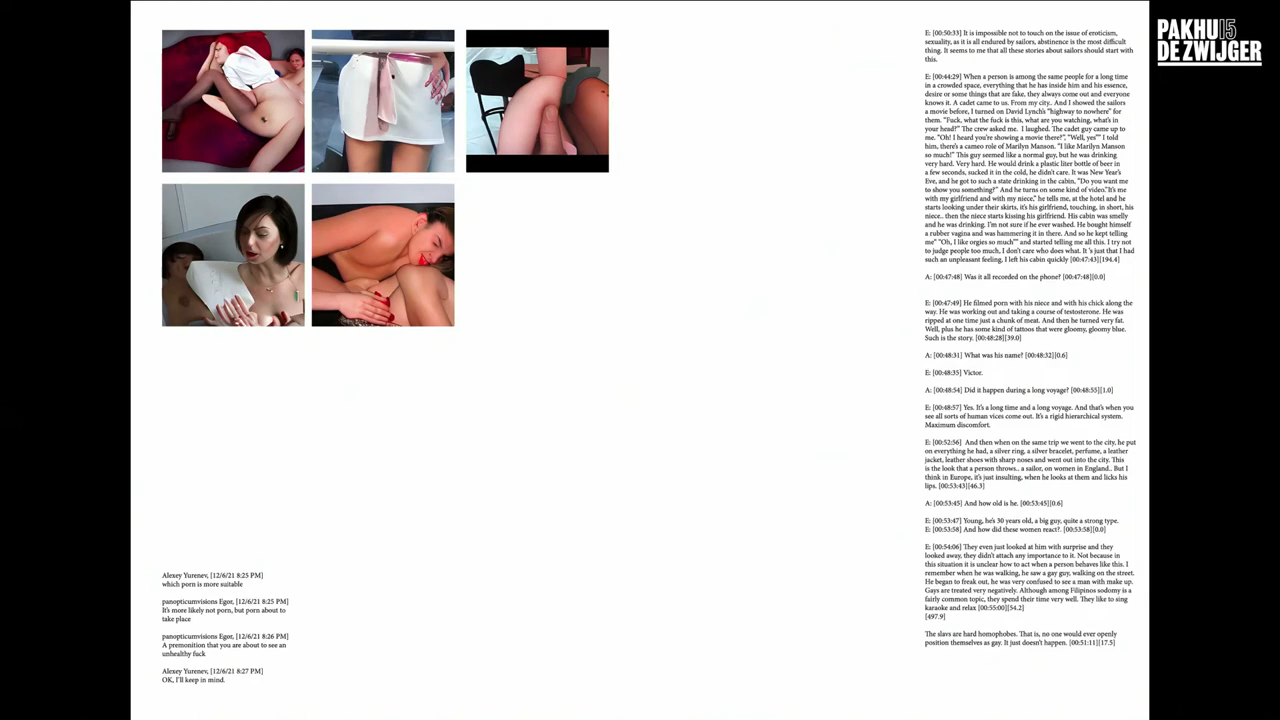 PAKHU15
DE ZWIJGER
E: [00:50:33] It is impossible not to touch on the issue of eroticism,
sexuality, as it is all endured by sailors, abstinence is the most difficult
thing. It seems to me that all these stories about sailors should start with
this.
E: [00:44:29] When a person is among the same people for a long time
in a crowded space, everything that he has inside him and his essence,
desire or some things that are fake, they always come out and everyone
knows it. A cadet came to us. From my city.. And I showed the sailors
a movie before, I turned on David Lynch's "highway to nowhere" for
them. "Fuck, what the fuck is this, what are you watching, what's in
your head?" The crew asked me. I laughed. The cadet guy came up to
me. "Oh! I heard you're showing a movie there?", "Well, yes"" I told
him, there's a cameo role of Marilyn Manson. "I like Marilyn Manson
so much!" This guy seemed like a normal guy, but he was drinking
very hard. Very hard. He would drink a plastic liter bottle of beer in
a few seconds, sucked it in the cold, he didn't care. It was New Year's
Eve, and he got to such a state drinking in the cabin, "Do you want me
to show you something?" And he turns on some kind of video."It's me
with my girlfriend and with my niece," he tells me, at the hotel and he
starts looking under their skirts, it's his girlfriend, touching, in short, his
niece.. then the niece starts kissing his girlfriend. His cabin was smelly
and he was drinking. I'm not sure if he ever washed. He bought himself
a rubber vagina and was hammering it in there. And so he kept telling
me" "Oh, I like orgies so much"" and started telling me all this. I try not
to judge people too much, I don't care who does what. It 's just that I had
such an unpleasant feeling, I left his cabin quickly [00:47:43][194.4]
A: [00:47:48] Was it all recorded on the phone? [00:47:48][0.0]
E: [00:47:49] He filmed porn with his niece and with his chick along the
way. He was working out and taking a course of testosterone. He was
ripped at one time just a chunk of meat. And then he turned very fat.
Well, plus he has some kind of tattoos that were gloomy, gloomy blue.
Such is the story. [00:48:28][39.0]
A: [00:48:31] What was his name? [00:48:32][0.6]
E: [00:48:35] Victor.
A: [00:48:54] Did it happen during a long voyage? [00:48:55][1.0]
E: [00:48:57] Yes. It's a long time and a long voyage. And that's when you
see all sorts of human vices come out. It's a rigid hierarchical system.
Maximum discomfort.
E: [00:52:56] And then when on the same trip we went to the city, he put
on everything he had, a silver ring, a silver bracelet, perfume, a leather
jacket, leather shoes with sharp noses and went out into the city. This
is the look that a person throws.. a sailor, on women in England.. But I
think in Europe, it's just insulting, when he looks at them and licks his
lips. [00:53:43][46.3]
A: [00:53:45] And how old is he. [00:53:45][0.6]
E: [00:53:47] Young, he's 30 years old, a big guy, quite a strong type.
E: [00:53:58] And how did these women react?. [00:53:58][0.0]
E: [00:54:06] They even just looked at him with surprise and they
looked away, they didn't attach any importance to it. Not because in
this situation it is unclear how to act when a person behaves like this. I
remember when he was walking, he saw a gay guy, walking on the street.
He began to freak out, he was very confused to see a man with make up.
Gays are treated very negatively. Although among Filipinos sodomy is a
fairly common topic, they spend their time very well. They like to sing
karaoke and relax [00:55:00][54.2]
[497.9]
The slavs are hard homophobes. That is, no one would ever openly
position themselves as gay. It just doesn't happen. [00:51:11][17.5]
Alexey Yurenev, [12/6/21 8:25 PM]
which porn is more suitable
panopticumvisions Egor, [12/6/21 8:25 PM]
It's more likely not porn, but porn about to
take place
panopticumvisions Egor, [12/6/21 8:26 PM]
A premonition that you are about to see an
unhealthy fuck
Alexey Yurenev, [12/6/21 8:27 PM]
OK, I'll keep in mind.